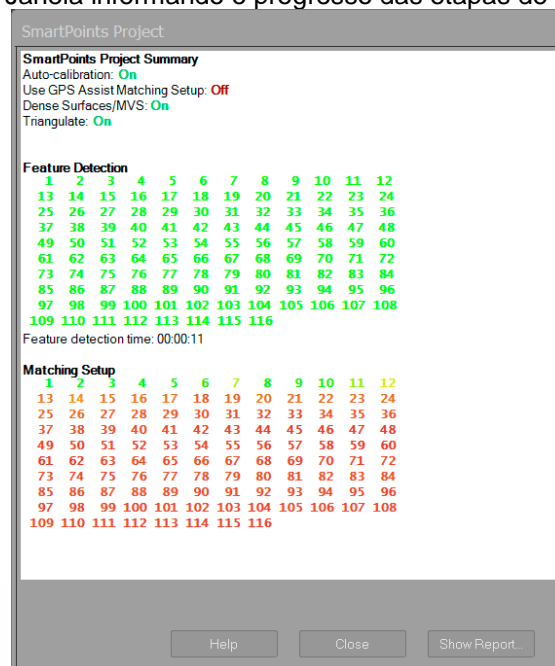 Janela informando o progresso das etapas do
SmartPoints Project
SmartPoints Project Summary
Auto-calibration: On
Use GPS Assist Matching Setup: Off
Dense Surfaces/MVS: On
Triangulate: On
Feature Detection
1 2 3 4 5 6 7 8 9 10 11 12
13 14 15 16 17 18 19 20 21 22 23 24
25 26 27 28 29 30 31 32 33 34 35 36
37 38 39 40 41 42 43 44 45 46 47 48
49 50 51 52 53 54 55 56 57 58 59 60
61 62 63 64 65 66 67 68 69 70 71 72
73 74 75 76 77 78 79 80 81 82 83 84
85 86 87 88 89 90 91 92 93 94 95 96
97 98 99 100 101 102 103 104 105 106 107 108
109 110 111 112 113 114 115 116
Feature detection time: 00:00:11
Matching Setup
1 2 3 4 5 6 7 8 9 10 11 12
13 14 15 16 17 18 19 20 21 22 23 24
25 26 27 28 29 30 31 32 33 34 35 36
37 38 39 40 41 42 43 44 45 46 47 48
49 50 51 52 53 54 55 56 57 58 59 60
61 62 63 64 65 66 67 68 69 70 71 72
73 74 75 76 77 78 79 80 81 82 83 84
85 86 87 88 89 90 91 92 93 94 95 96
97 98 99 100 101 102 103 104 105 106 107 108
109 110 111 112 113 114 115 116
Help Close Show Report...